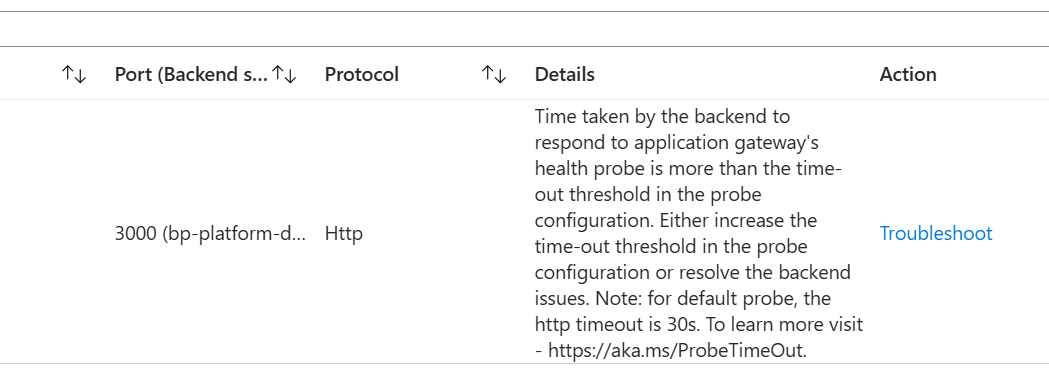 Port (Backend s... Protocol Details Action
Time taken by the backend to
respond to application gateway's
health probe is more than the time-
out threshold in the probe
configuration. Either increase the
3000 (bp-platform-d... Http time-out threshold in the probe Troubleshoot
configuration or resolve the backend
issues. Note: for default probe, the
http timeout is 30s. To learn more visit
- https://aka.ms/ProbeTimeOut.